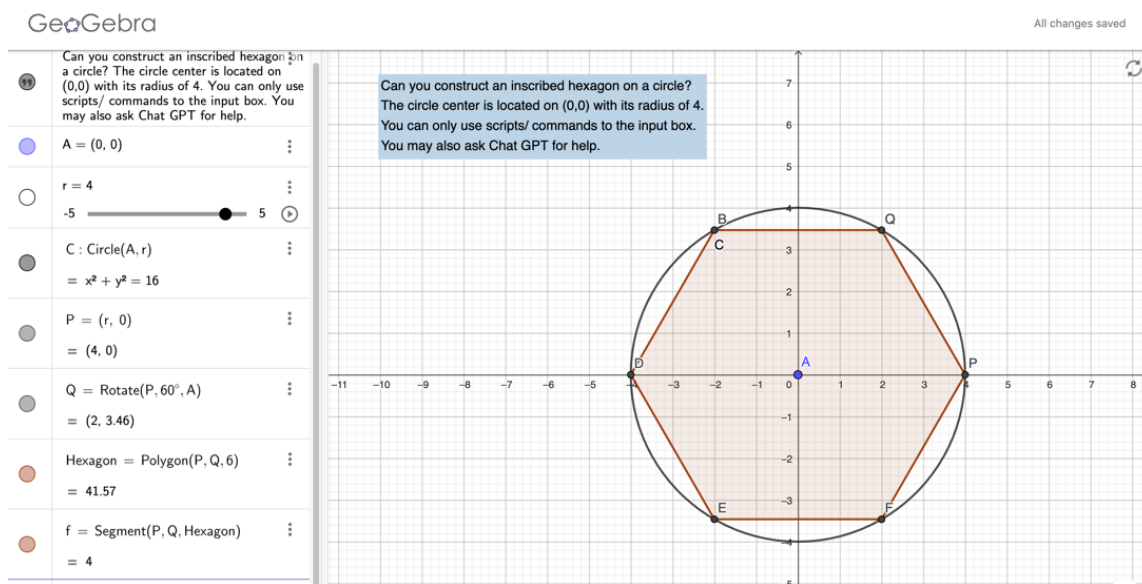 GeoGebra
All changes saved
Can you construct an inscribed hexagon on
a circle? The circle center is located on
(0,0) with its radius of 4. You can only use
scripts/ commands to the input box. You
may also ask Chat GPT for help.
A = (0, 0)
r = 4
-5
5
C : Circle(A, r)
= x² + y² = 16
P = (r, 0)
= (4, 0)
Q = Rotate(P, 60°, A)
= (2, 3.46)
Hexagon = Polygon(P, Q, 6)
= 41.57
f = Segment(P, Q, Hexagon)
= 4
Can you construct an inscribed hexagon on a circle?
The circle center is located on (0,0) with its radius of 4.
You can only use scripts/ commands to the input box.
You may also ask Chat GPT for help.
7
6
5
4
B
Q
C
3
2
1
D
A
P
-11 -10 -9 -8 -7 -6 -5 -4 -3 -2 -1 0 1 2 3 4 5 6 7 8
-1
-2
-3
E
F
-4
5